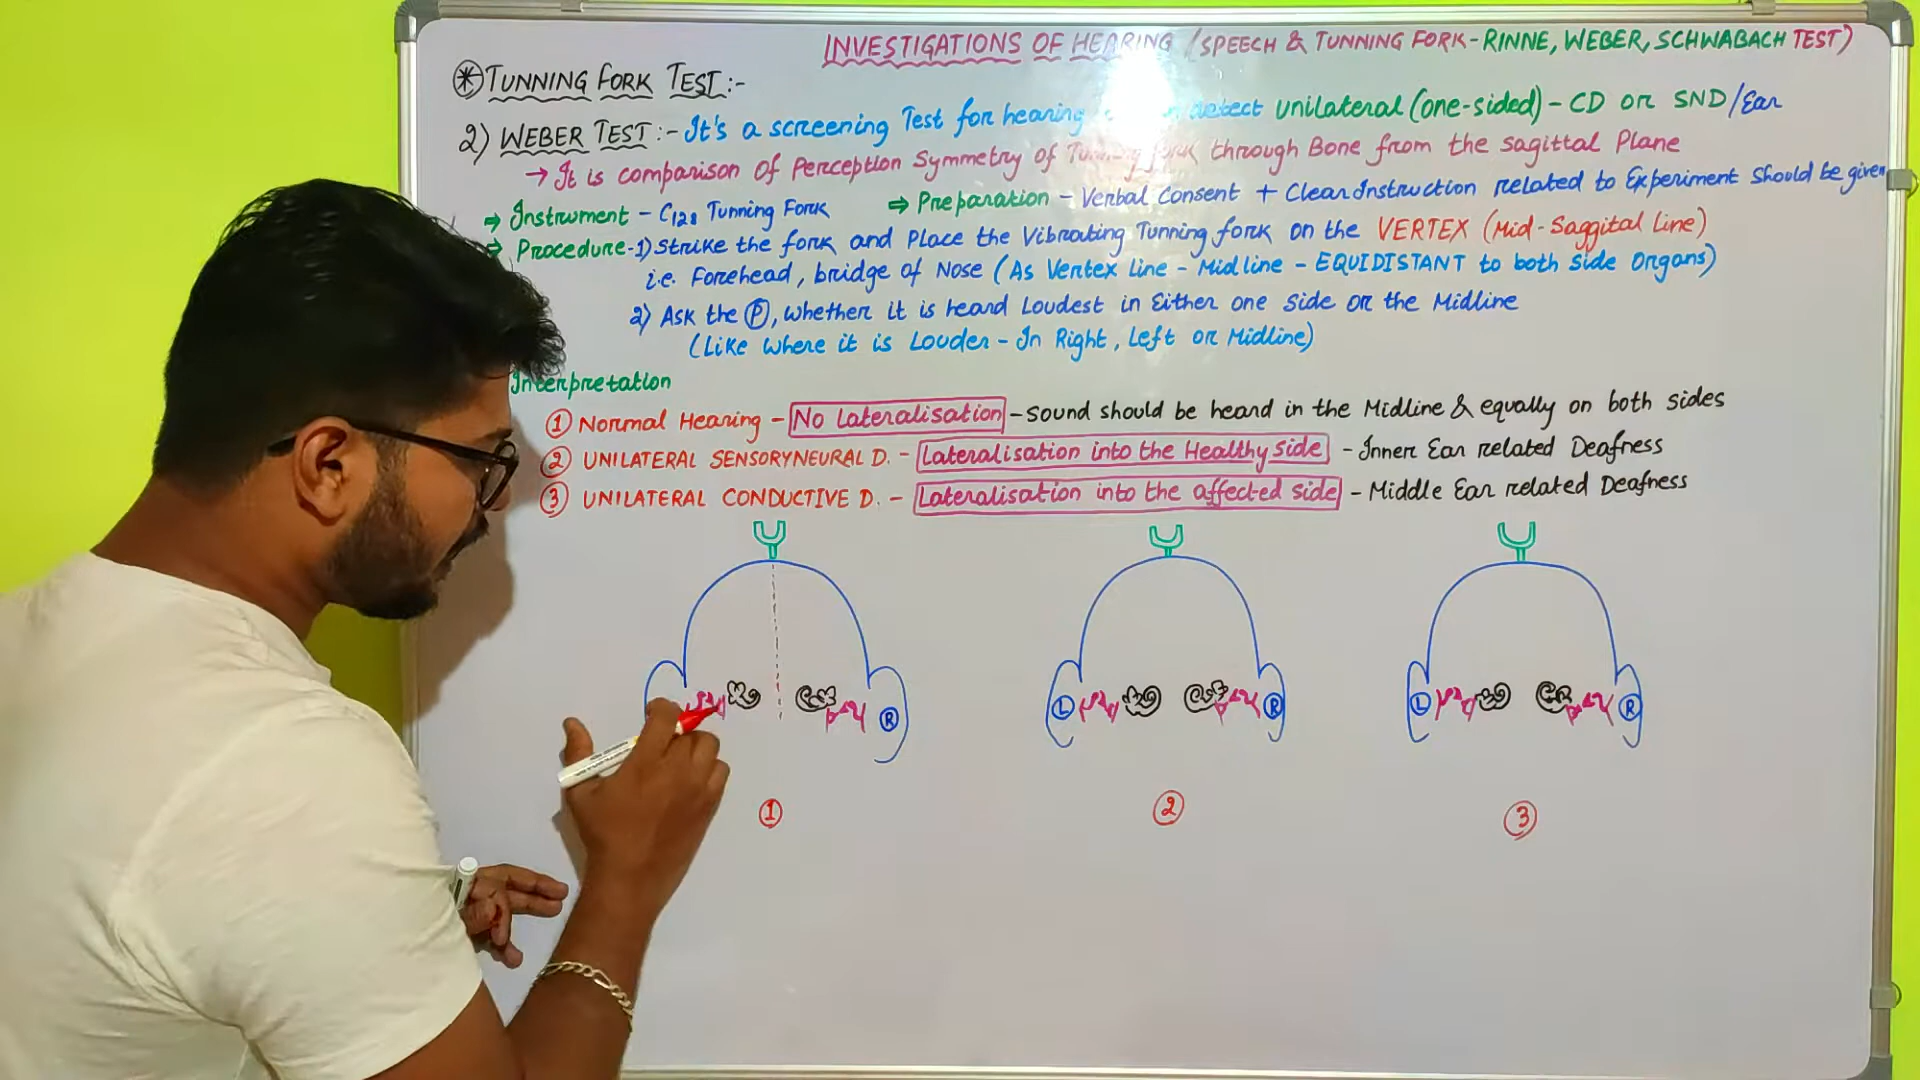 INVESTIGATIONS OF HEARING (SPEECH & TUNNING FORK-RINNE, WEBER, SCHWABACH TEST)
* TUNNING FORK TEST:-
2) WEBER TEST:- It's a screening Test for hearing detect unilateral (one-sided) - CD or SND/Ear
→ It is comparison of Perception Symmetry of Tunning fork through Bone from the sagittal Plane
⇒ Instrument - C128 Tunning Fork ⇒ Preparation - Verbal Consent + Clear Instruction related to Experiment Should be given
⇒ Procedure-1) Strike the fork and Place the Vibrating Tunning fork on the VERTEX (Mid-Saggital Line)
i.e. Forehead, bridge of Nose (As Vertex line - Midline - EQUIDISTANT to both side Organs)
2) Ask the P, whether it is heard Loudest in Either one side or the Midline
(Like where it is Louder - In Right, Left or Midline)
Interpretation
① Normal Hearing - No Lateralisation - Sound should be heard in the Midline & equally on both sides
② UNILATERAL SENSORYNEURAL D. - Lateralisation into the Healthy side - Inner Ear related Deafness
③ UNILATERAL CONDUCTIVE D. - Lateralisation into the affected side - Middle Ear related Deafness
R L R L R
① ② ③